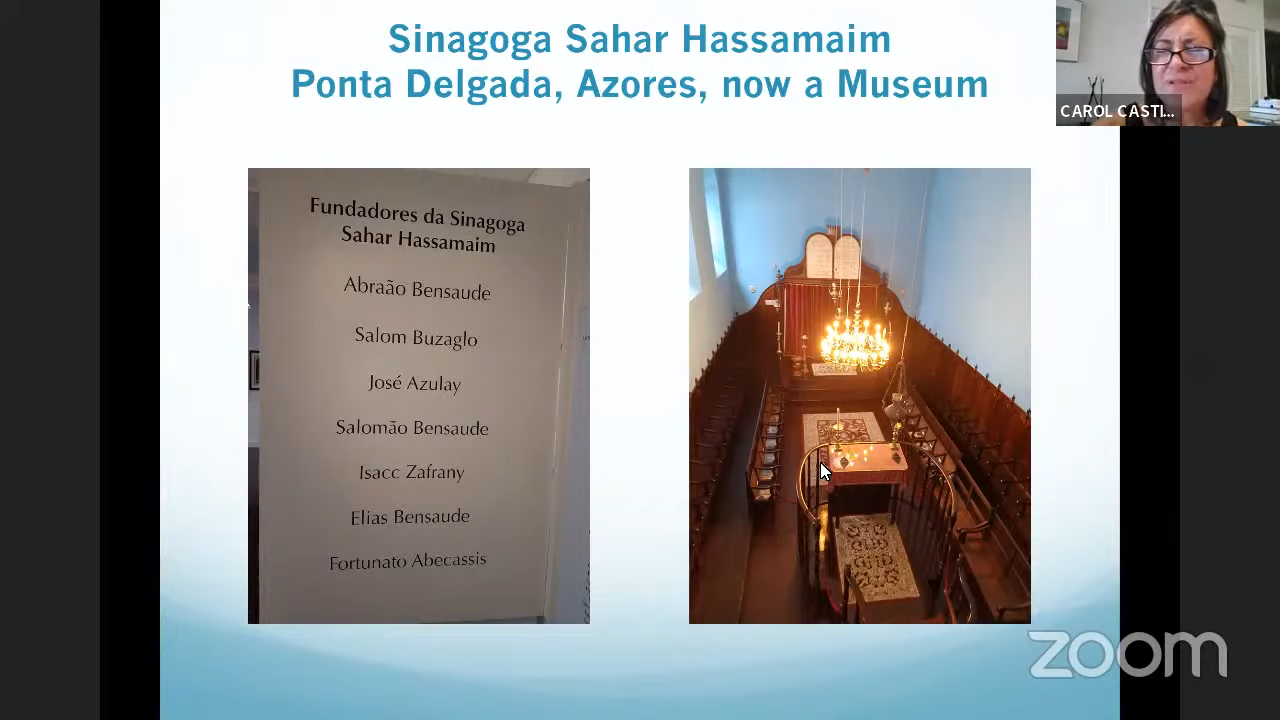 Sinagoga Sahar Hassamaim
Ponta Delgada, Azores, now a Museum
CAROL CASTI...
Fundadores da Sinagoga
Sahar Hassamaim
Abraão Bensaude
Salom Buzaglo
José Azulay
Salomão Bensaude
Isacc Zafrany
Elias Bensaude
Fortunato Abecassis
zoom